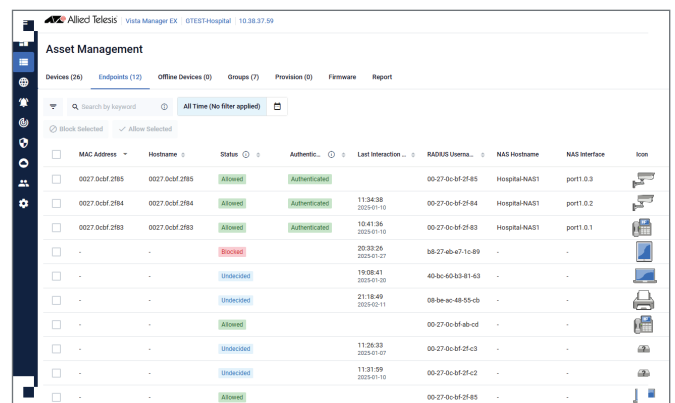 Allied Telesis Vista Manager EX GTEST-Hospital 10.38.37.59
Asset Management
Devices (26) Endpoints (12) Offline Devices (0) Groups (7) Provision (0) Firmware Report
Search by keyword All Time (No filter applied)
Block Selected Allow Selected
MAC Address Hostname Status Authentic... Last Interaction ... RADIUS Userna... NAS Hostname NAS Interface Icon
0027.0cbf.2f85 0027.0cbf.2f85 Allowed Authenticated 00-27-0c-bf-2f-85 Hospital-NAS1 port1.0.3
0027.0cbf.2f84 0027.0cbf.2f84 Allowed Authenticated 11:34:38 00-27-0c-bf-2f-84 Hospital-NAS1 port1.0.2
2025-01-10
0027.0cbf.2f83 0027.0cbf.2f83 Allowed Authenticated 10:41:36 00-27-0c-bf-2f-83 Hospital-NAS1 port1.0.1
2025-01-10
- - Blocked 20:33:26 b8-27-eb-e7-1c-89 - -
2025-01-27
- - Undecided 19:08:41 40-bc-60-b3-81-63 - -
2025-01-20
- - Undecided 21:18:49 08-be-ac-48-55-cb - -
2025-02-11
- - Allowed 00-27-0c-bf-ab-cd - -
- - Undecided 11:26:33 00-27-0c-bf-2f-c3 - -
2025-01-07
- - Undecided 11:31:59 00-27-0c-bf-2f-c2 - -
2025-01-10
- - Allowed 00-27-0c-bf-2f-85 - -